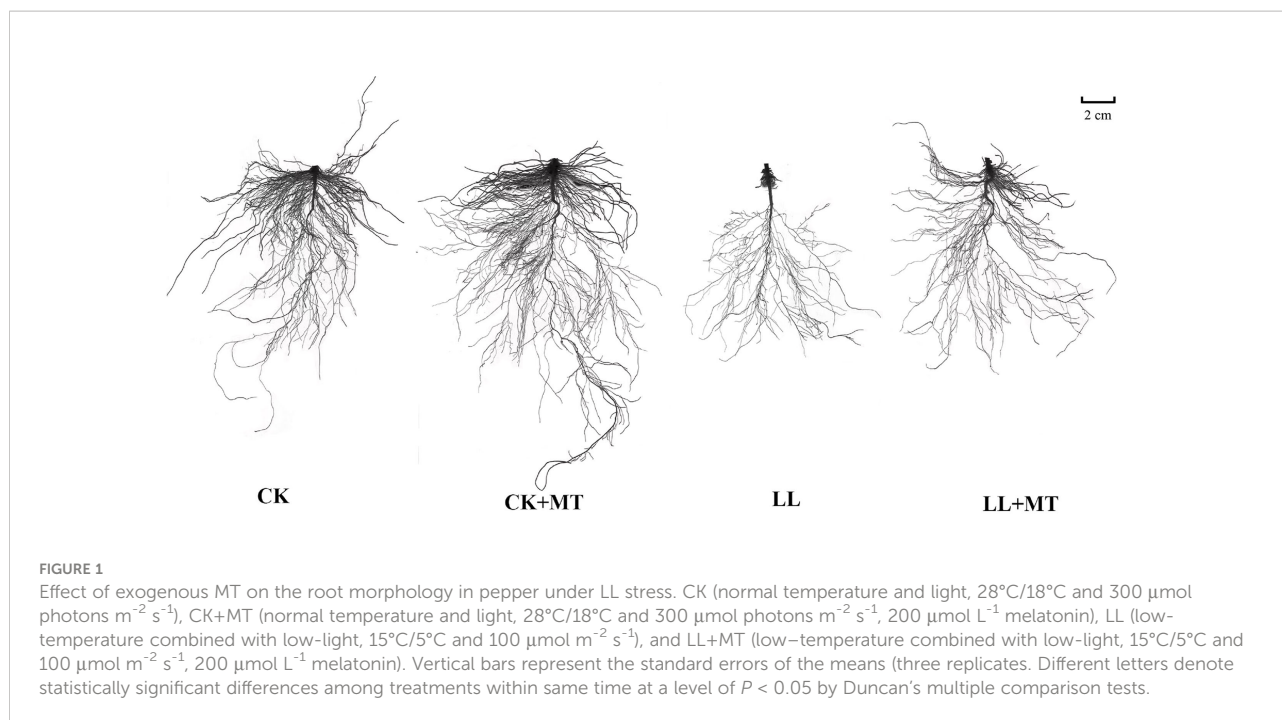 2 cm
CK
CK+MT
LL
LL+MT
FIGURE 1
Effect of exogenous MT on the root morphology in pepper under LL stress. CK (normal temperature and light, 28°C/18°C and 300 μmol
photons m⁻² s⁻¹), CK+MT (normal temperature and light, 28°C/18°C and 300 μmol photons m⁻² s⁻¹, 200 μmol L⁻¹ melatonin), LL (low-
temperature combined with low-light, 15°C/5°C and 100 μmol m⁻² s⁻¹), and LL+MT (low–temperature combined with low-light, 15°C/5°C and
100 μmol m⁻² s⁻¹, 200 μmol L⁻¹ melatonin). Vertical bars represent the standard errors of the means (three replicates. Different letters denote
statistically significant differences among treatments within same time at a level of P < 0.05 by Duncan’s multiple comparison tests.